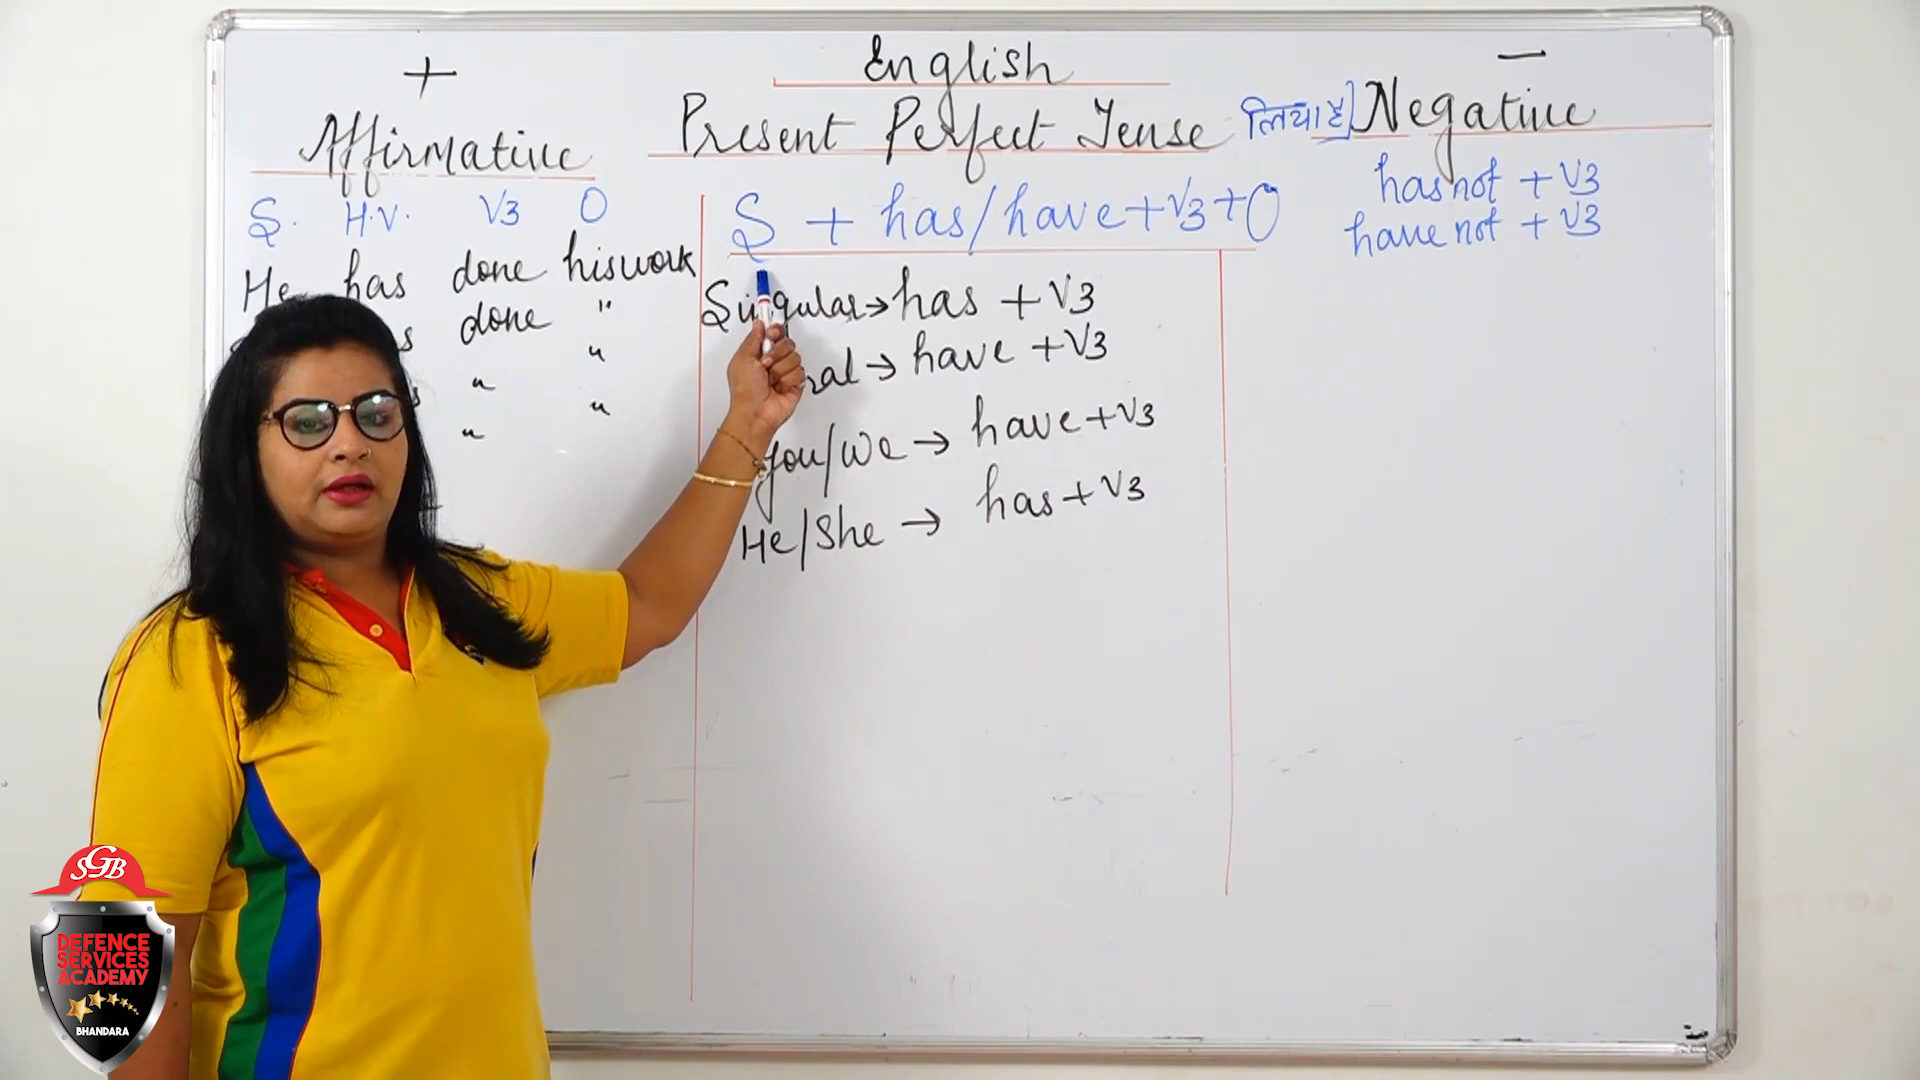 English
+
Affirmative
Present Perfect Tense
लिया है]
−
Negative
S. H.V. V3 O
He has done his work
done "
" "
" "
S + has/have+V3+O
Singular→has + V3
→ have + V3
You/We → have+V3
He/She → has+V3
has not + V3
have not + V3
SGB
DEFENCE
SERVICES
ACADEMY
BHANDARA